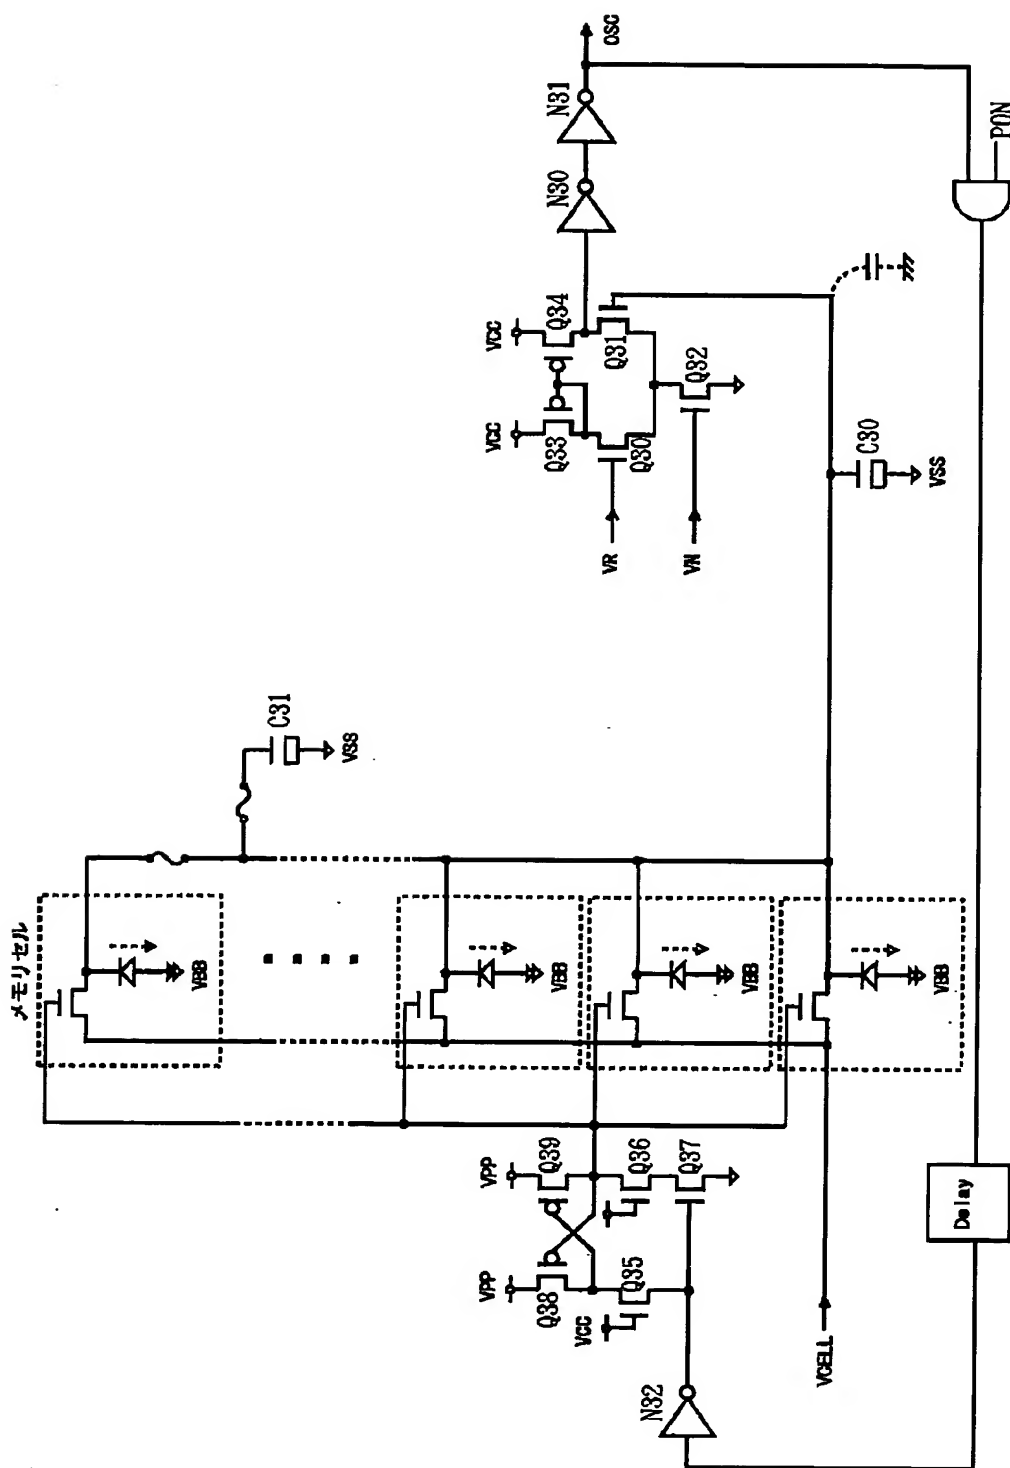 メモリセル
VBB
VBB
VBB
VBB
C31
VSS
VPP
VPP
Q38
Q39
VCC
Q35
Q36
Q37
N32
VCELL
Delay
VCC
VCC
Q33
Q34
Q30
Q31
Q32
VR
VN
N30
N31
OSC
C30
VSS
PON